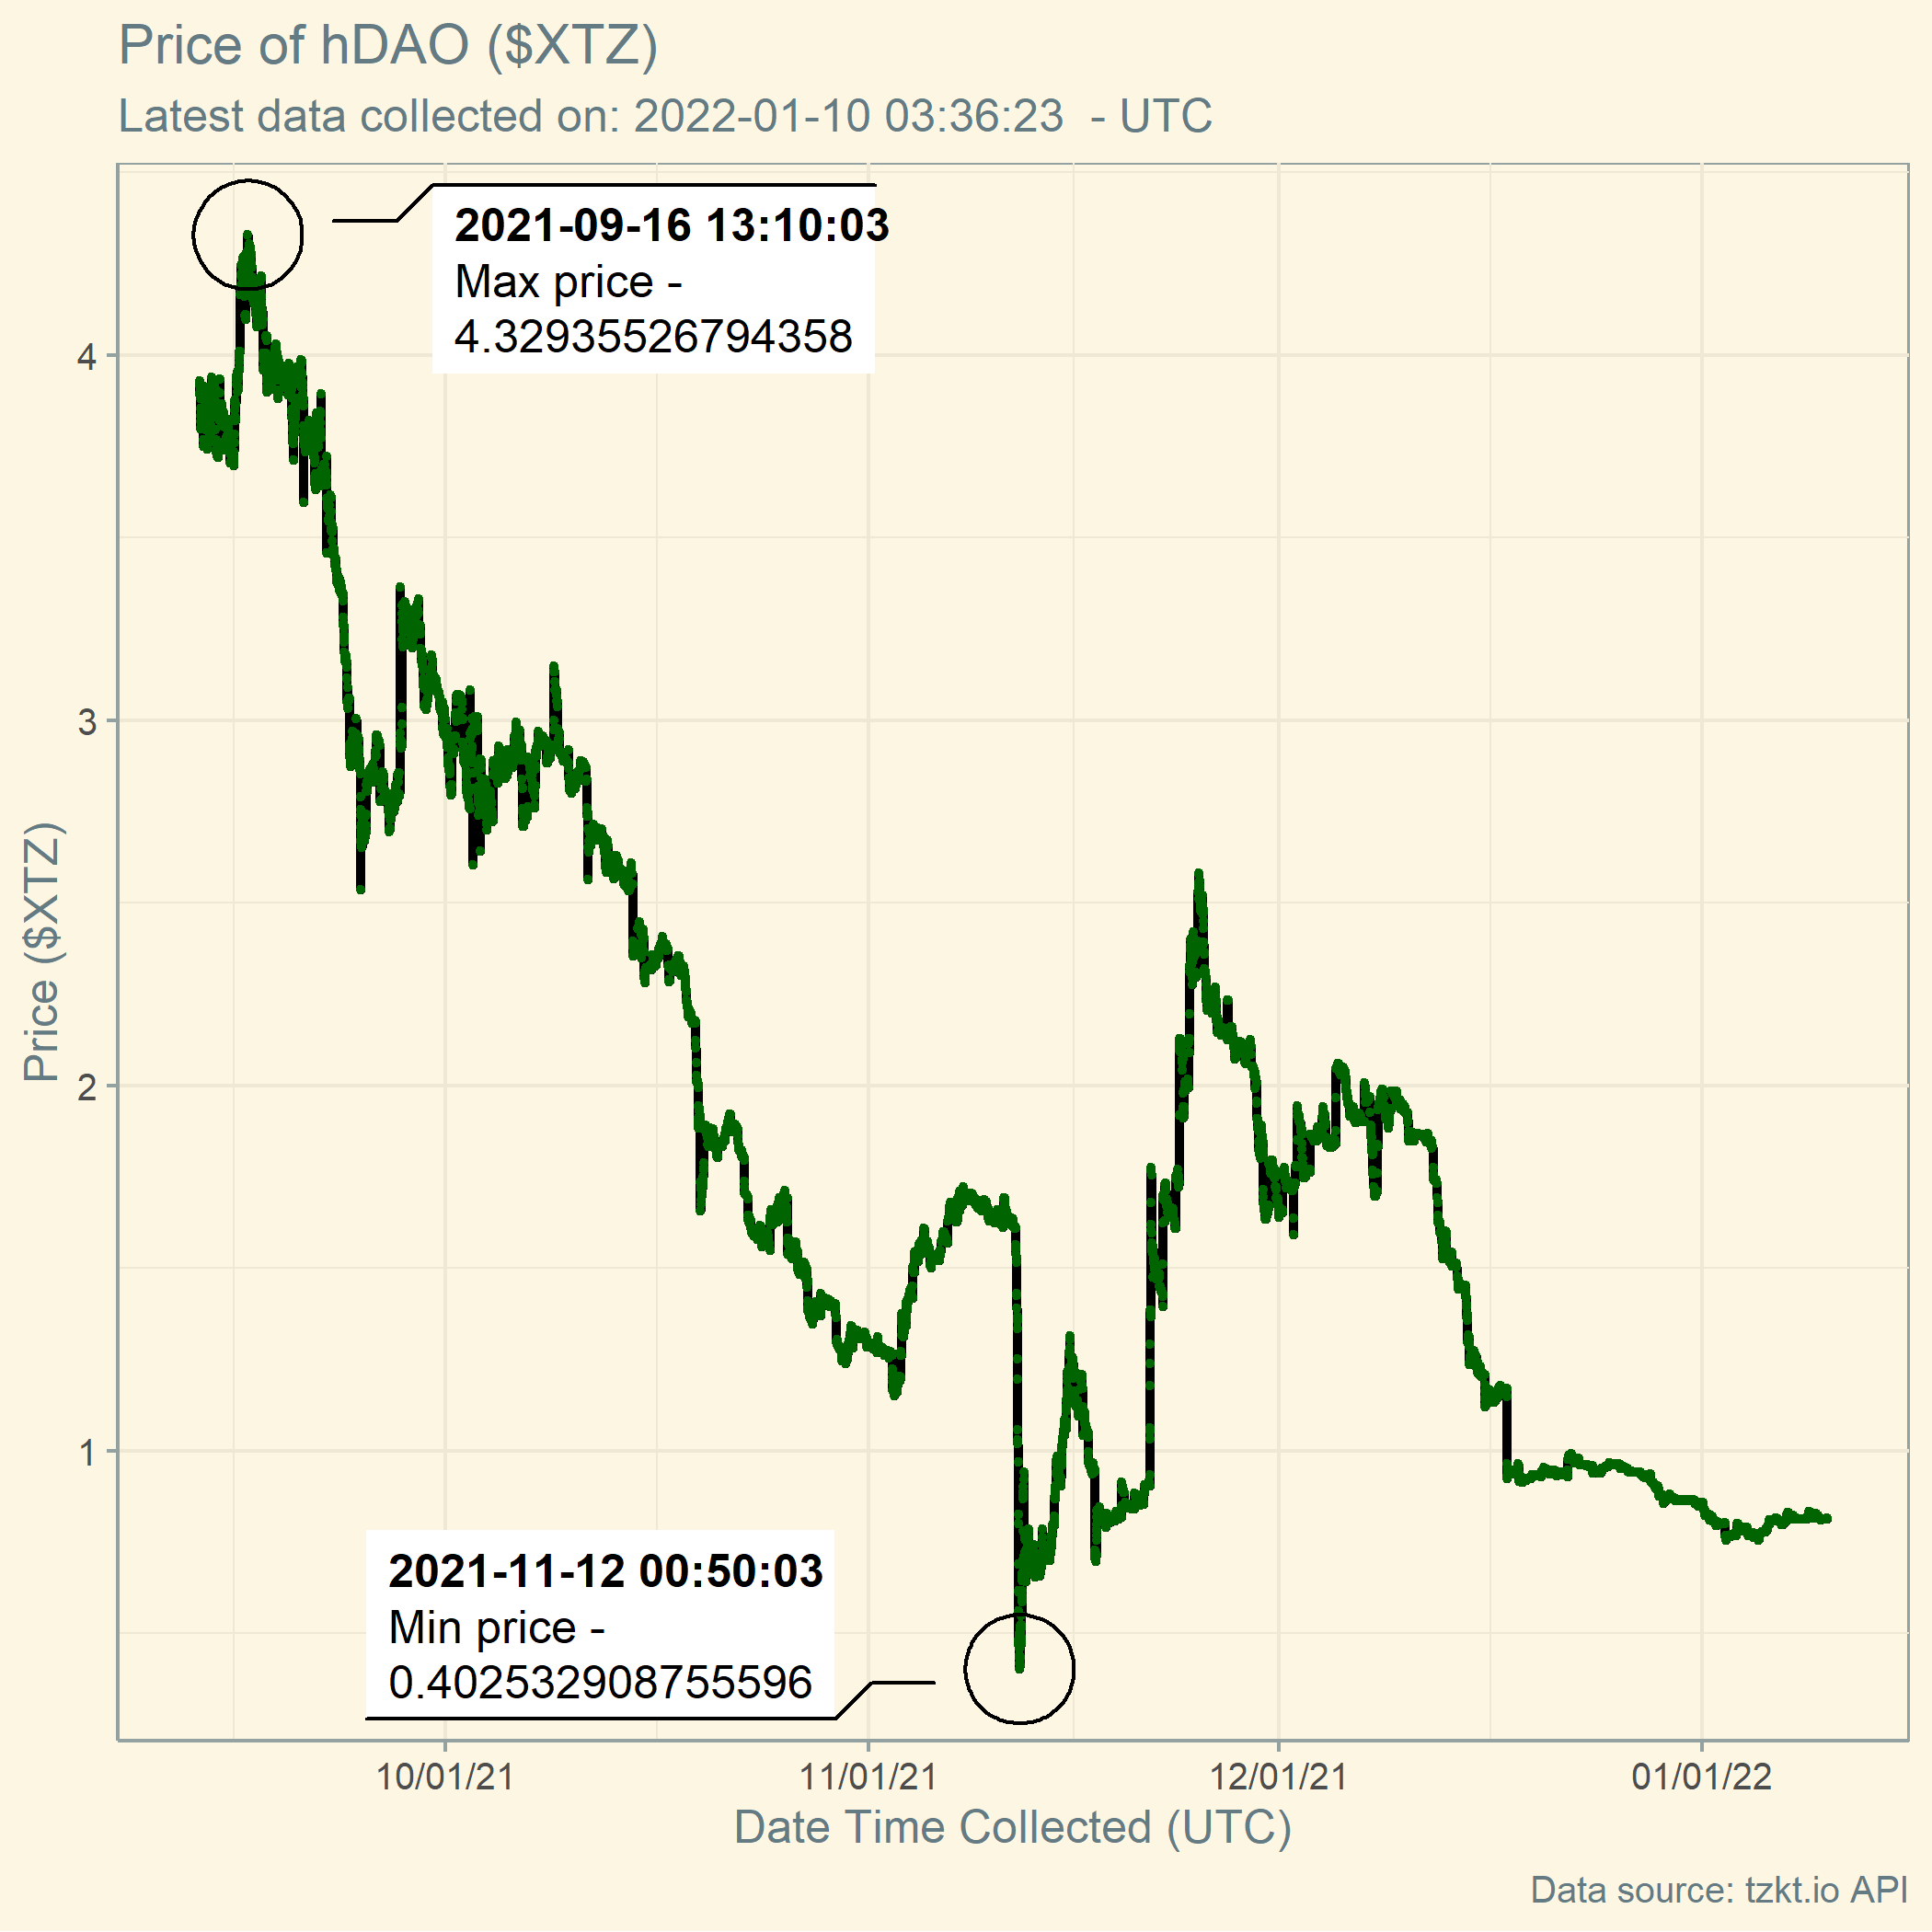 Price of hDAO ($XTZ)
Latest data collected on: 2022-01-10 03:36:23  - UTC
2021-09-16 13:10:03
Max price -
4.32935526794358
4
3
2
1
Price ($XTZ)
2021-11-12 00:50:03
Min price -
0.402532908755596
10/01/21
11/01/21
12/01/21
01/01/22
Date Time Collected (UTC)
Data source: tzkt.io API